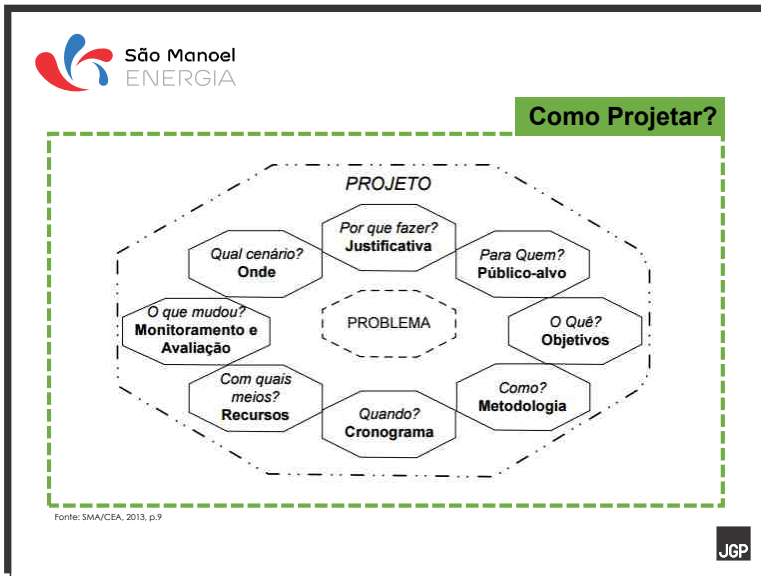 São Manoel
ENERGIA
Como Projetar?
PROJETO
Por que fazer?
Justificativa
Qual cenário?
Onde
Para Quem?
Público-alvo
O que mudou?
Monitoramento e
Avaliação
PROBLEMA
O Quê?
Objetivos
Com quais
meios?
Recursos
Quando?
Cronograma
Como?
Metodologia
Fonte: SMA/CEA, 2013, p.9
JGP